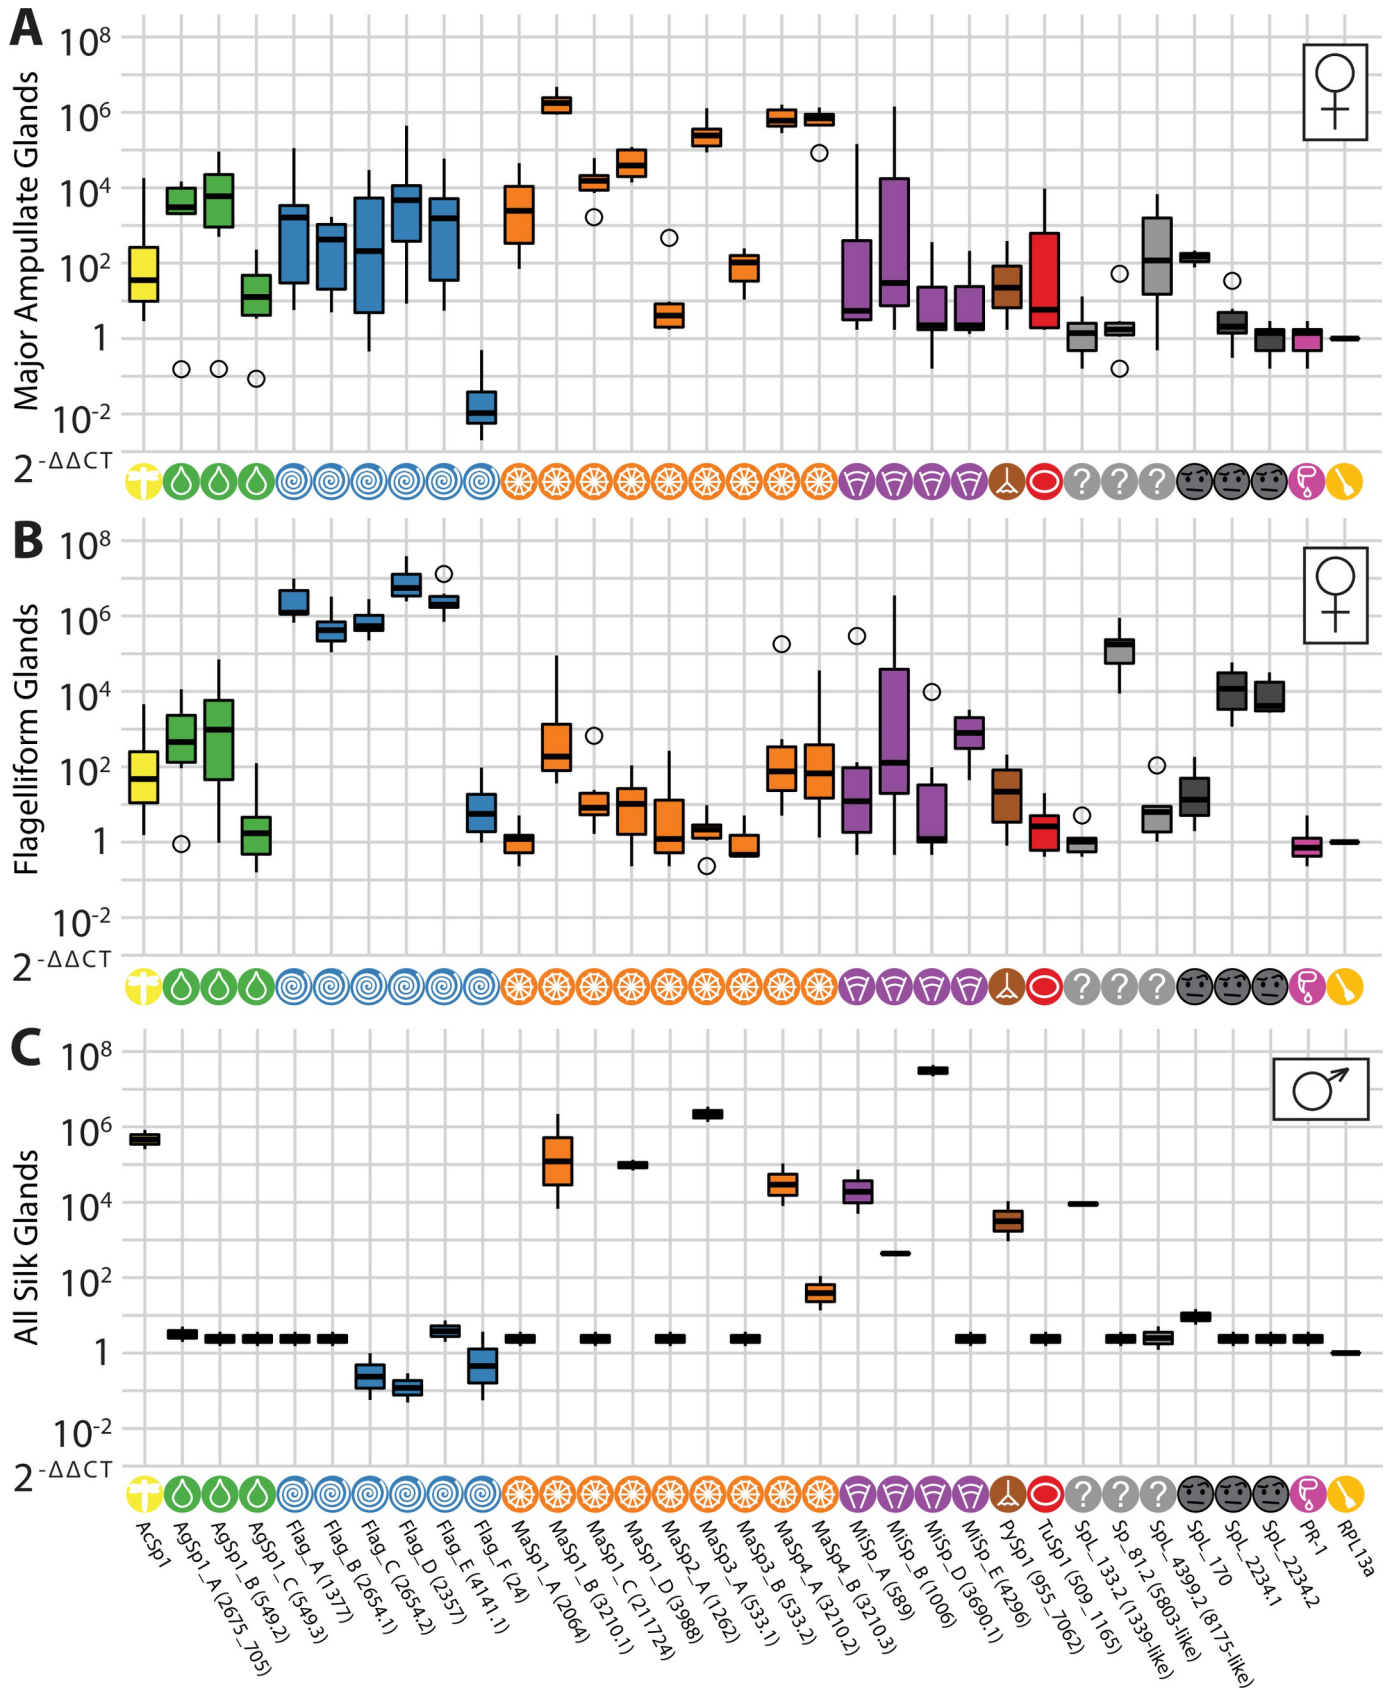 A
Major Ampullate Glands
10⁸
10⁶
10⁴
10²
1
10⁻²
2^-ΔΔCT
? ? ?
B
Flagelliform Glands
10⁸
10⁶
10⁴
10²
1
10⁻²
2^-ΔΔCT
? ? ?
C
All Silk Glands
10⁸
10⁶
10⁴
10²
1
10⁻²
2^-ΔΔCT
? ? ?
AcSp1
AgSp1_A (2675_705)
AgSp1_B (549.2)
AgSp1_C (549.3)
Flag_A (1377)
Flag_B (2654.1)
Flag_C (2654.2)
Flag_D (2357)
Flag_E (4141.1)
Flag_F (24)
MaSp1_A (2064)
MaSp1_B (3210.1)
MaSp1_C (211724)
MaSp1_D (3988)
MaSp2_A (1262)
MaSp3_A (533.1)
MaSp3_B (533.2)
MaSp4_A (3210.2)
MaSp4_B (3210.3)
MiSp_A (589)
MiSp_B (1006)
MiSp_D (3690.1)
MiSp_E (4296)
PySp1 (955_7062)
TuSp1 (509_1165)
SpL_133.2 (1339-like)
Sp_81.2 (5803-like)
SpL_4399.2 (8175-like)
SpL_170
SpL_2234.1
SpL_2234.2
PR-1
RPL13a